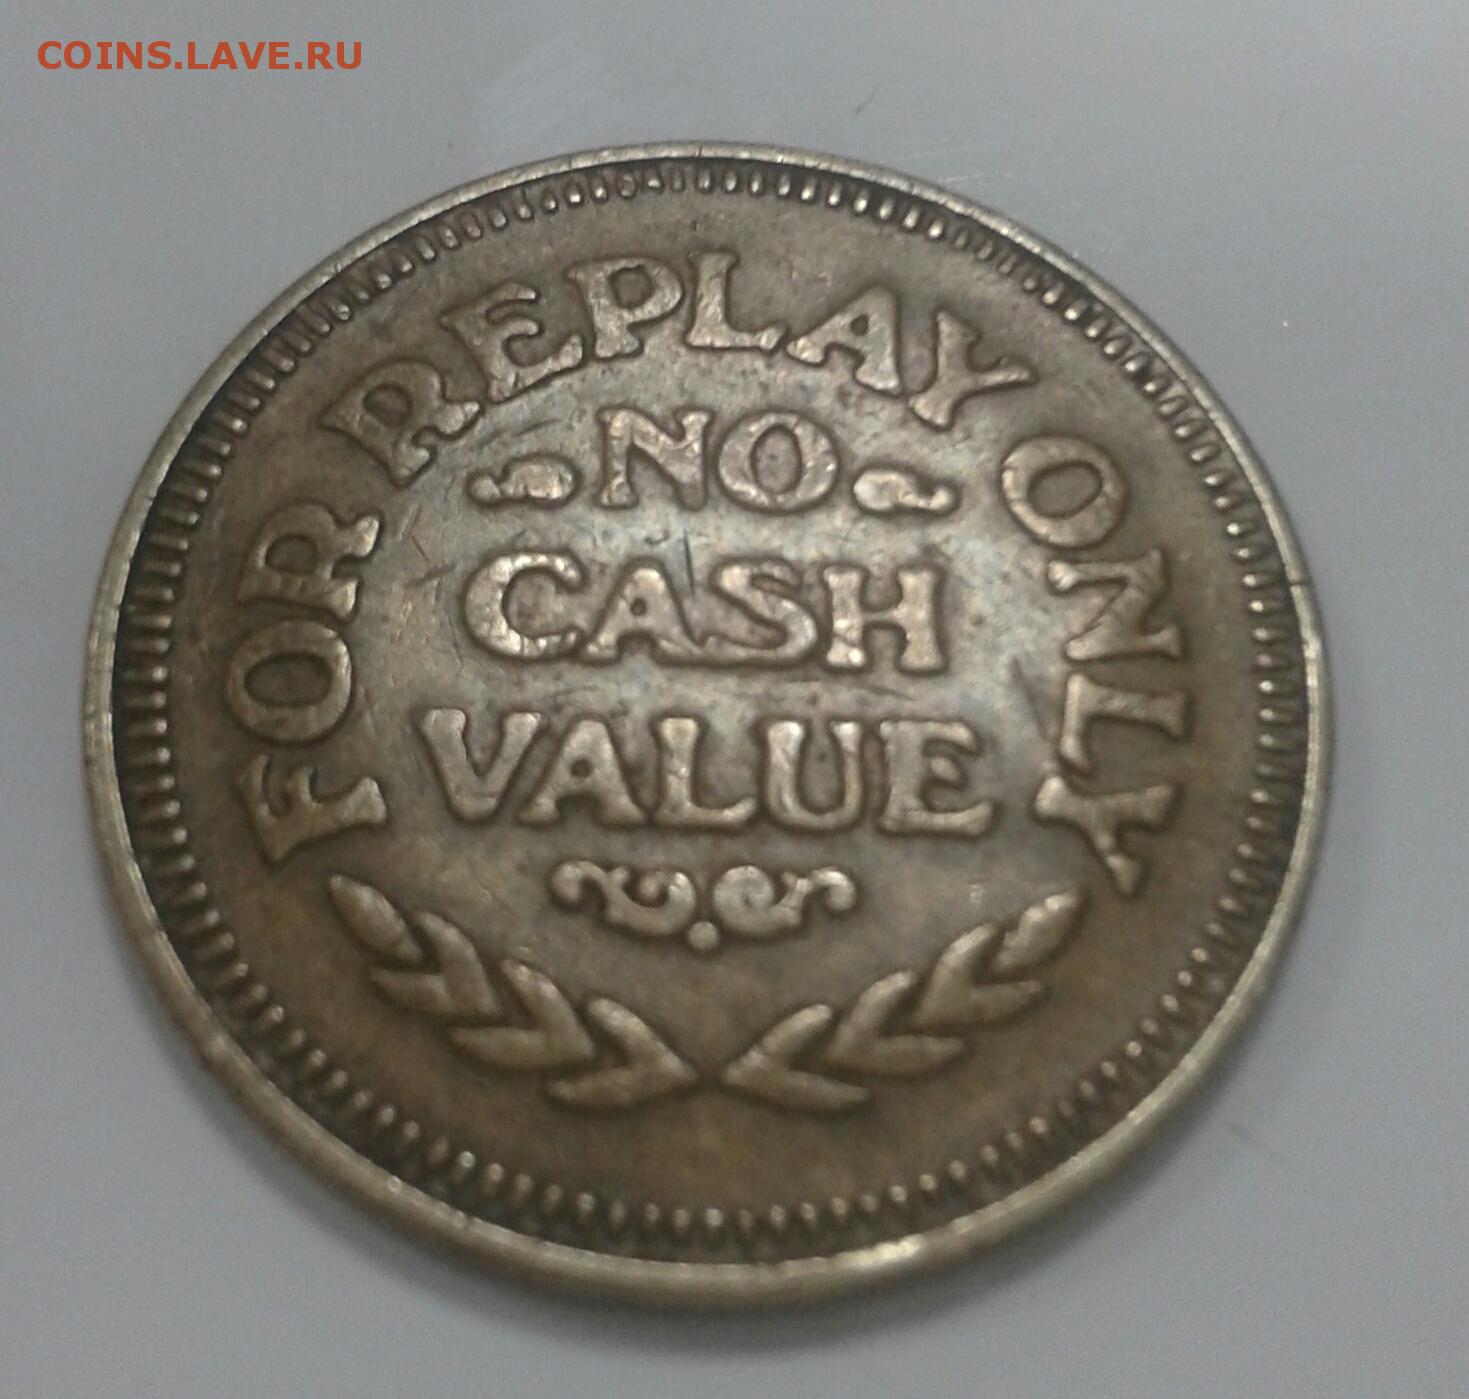 COINS.LAVE.RU
FOR REPLAY ONLY
NO
CASH
VALUE